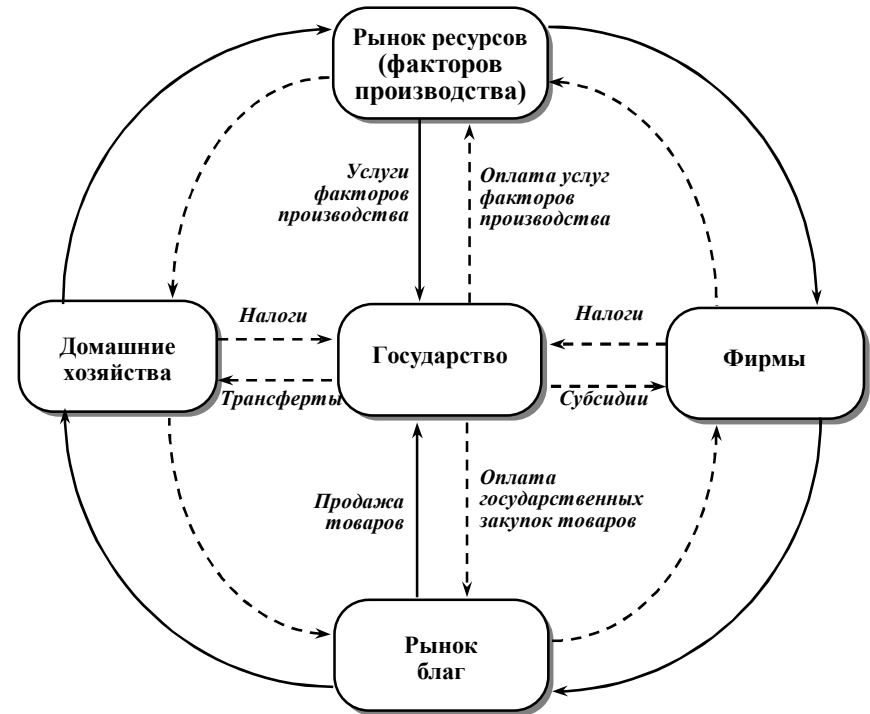 Рынок ресурсов
(факторов
производства)
Услуги
факторов
производства
Оплата услуг
факторов
производства
Налоги
Налоги
Домашние
хозяйства
Государство
Фирмы
Трансферты
Субсидии
Продажа
товаров
Оплата
государственных
закупок товаров
Рынок
благ